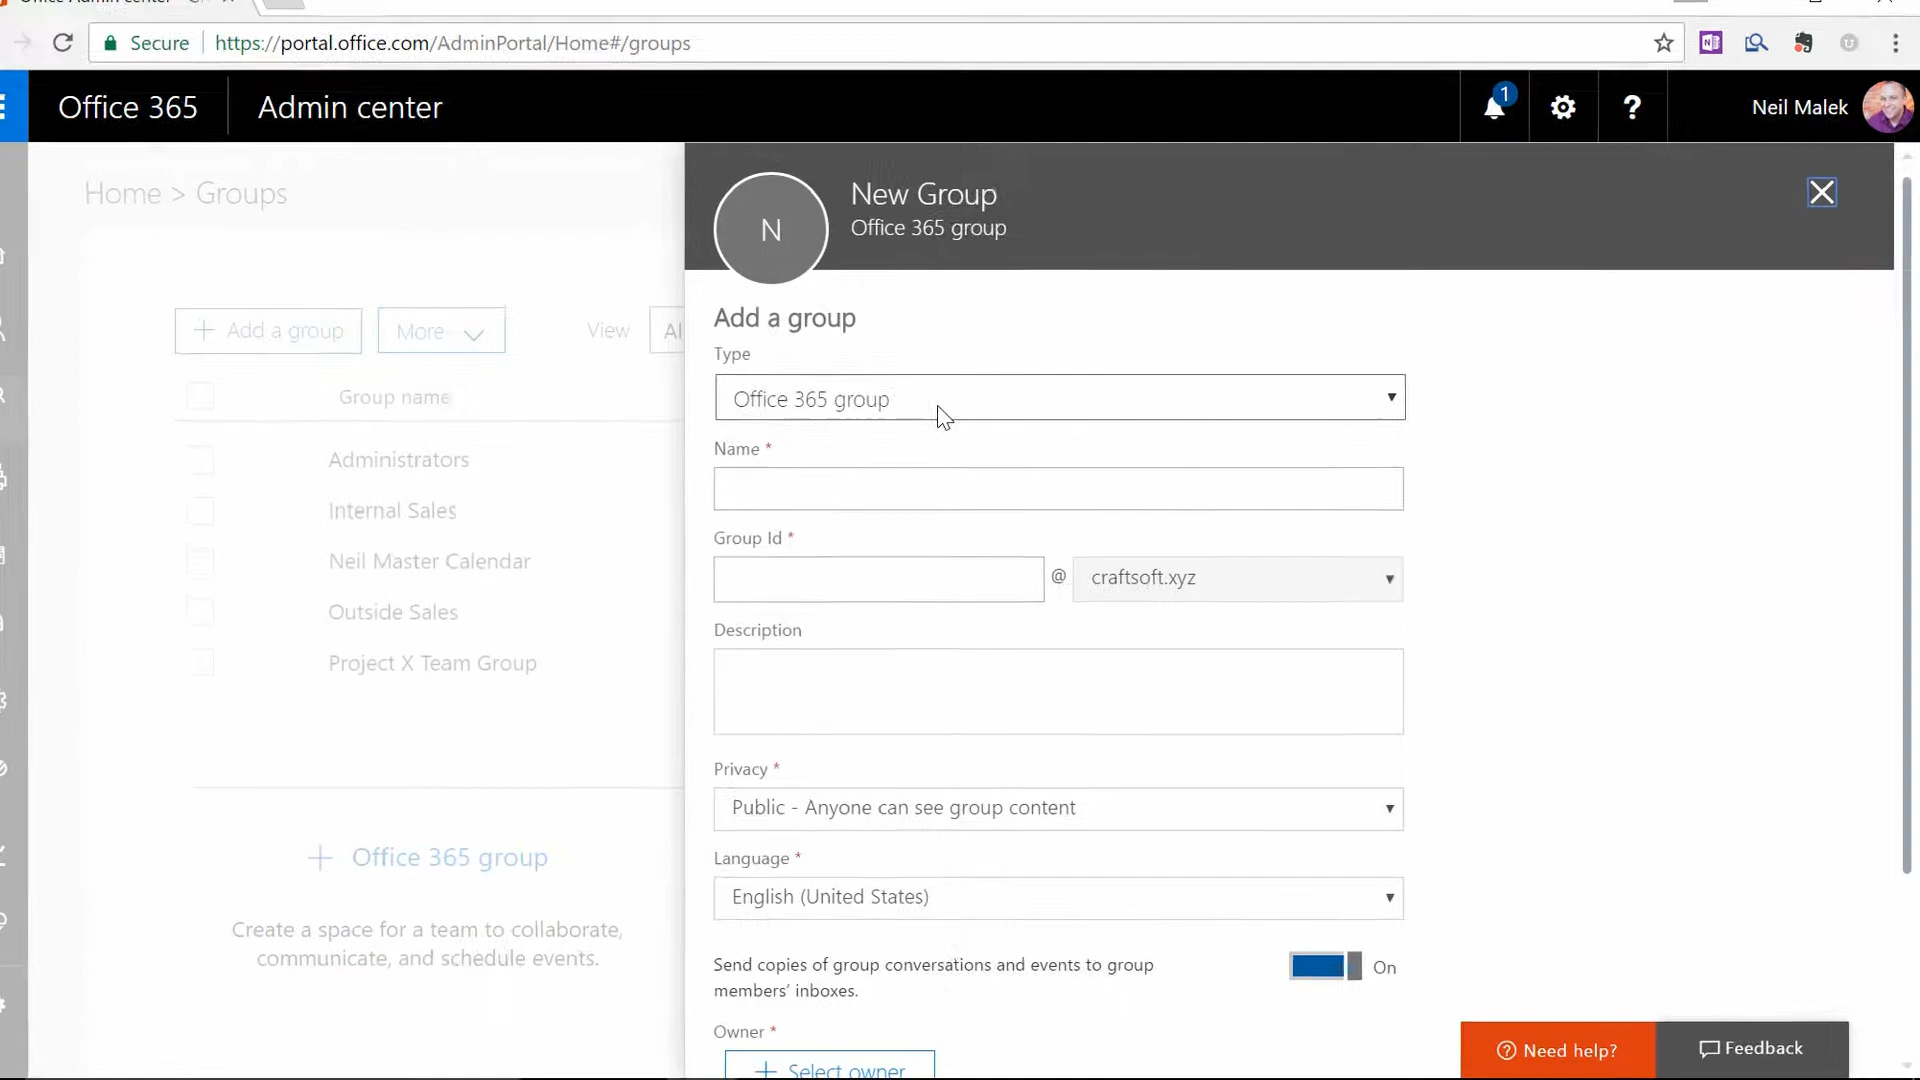 Secure https://portal.office.com/AdminPortal/Home#/groups
Office 365 Admin center 1 ? Neil Malek
Home > Groups
N
New Group
Office 365 group
+ Add a group
More
View
Al
Group name
Administrators
Internal Sales
Neil Master Calendar
Outside Sales
Project X Team Group
+ Office 365 group
Create a space for a team to collaborate,
communicate, and schedule events.
Add a group
Type
Office 365 group
Name *
Group Id *
@ craftsoft.xyz
Description
Privacy *
Public - Anyone can see group content
Language *
English (United States)
Send copies of group conversations and events to group
members’ inboxes.
On
Owner *
+ Select owner
Need help?
Feedback